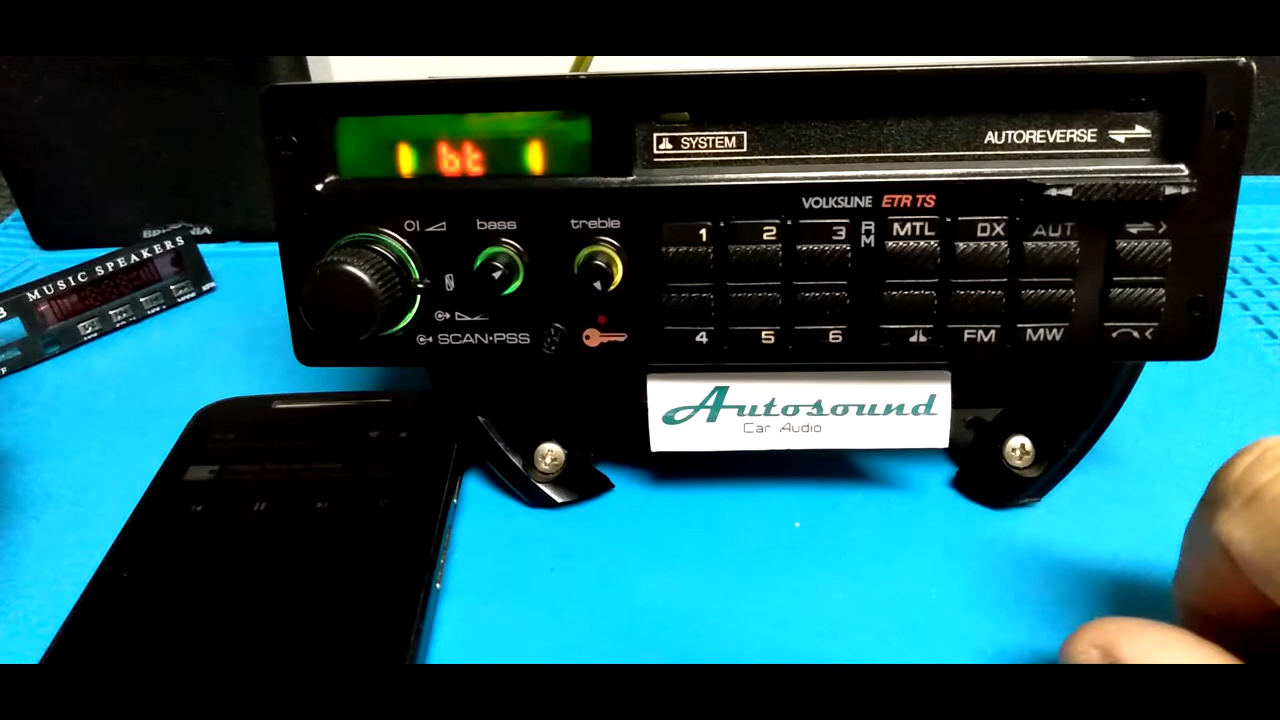 bt
SYSTEM
AUTOREVERSE
VOLKSLINE ETR TS
bass
treble
1 2 3
AM
MTL DX AUT
SCAN•PSS
4 5 6
FM MW
MUSIC SPEAKERS
Autosound
Car Audio